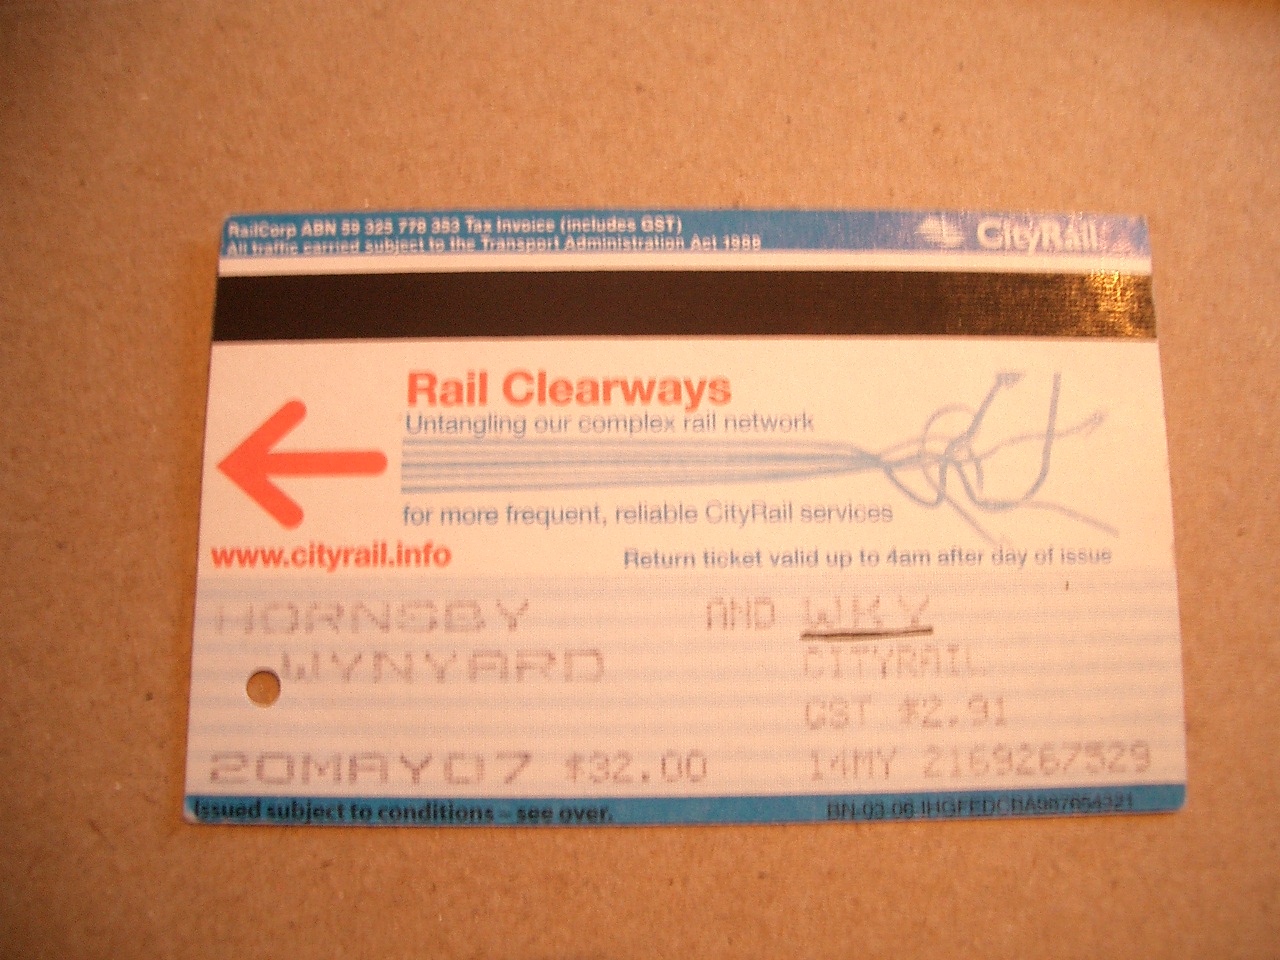 RailCorp ABN 59 325 778 353 Tax Invoice (includes GST)
All traffic carried subject to the Transport Administration Act 1988
CityRail
Rail Clearways
Untangling our complex rail network
for more frequent, reliable CityRail services
www.cityrail.info
Return ticket valid up to 4am after day of issue
HORNSBY AND WKY
WYNYARD CITYRAIL
GST $2.91
20MAY07 $32.00 14MY 2169267529
Issued subject to conditions – see over.
BN-03-06-IHGFEDCBA987654321